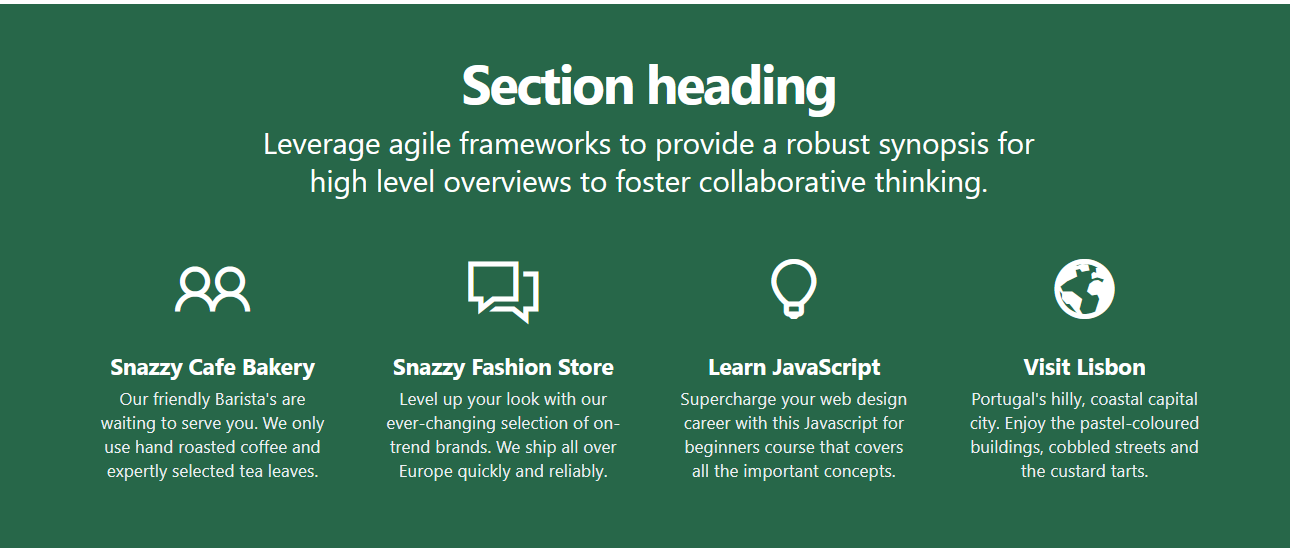 Section heading
Leverage agile frameworks to provide a robust synopsis for
high level overviews to foster collaborative thinking.
Snazzy Cafe Bakery
Our friendly Barista's are
waiting to serve you. We only
use hand roasted coffee and
expertly selected tea leaves.
Snazzy Fashion Store
Level up your look with our
ever-changing selection of on-
trend brands. We ship all over
Europe quickly and reliably.
Learn JavaScript
Supercharge your web design
career with this Javascript for
beginners course that covers
all the important concepts.
Visit Lisbon
Portugal's hilly, coastal capital
city. Enjoy the pastel-coloured
buildings, cobbled streets and
the custard tarts.